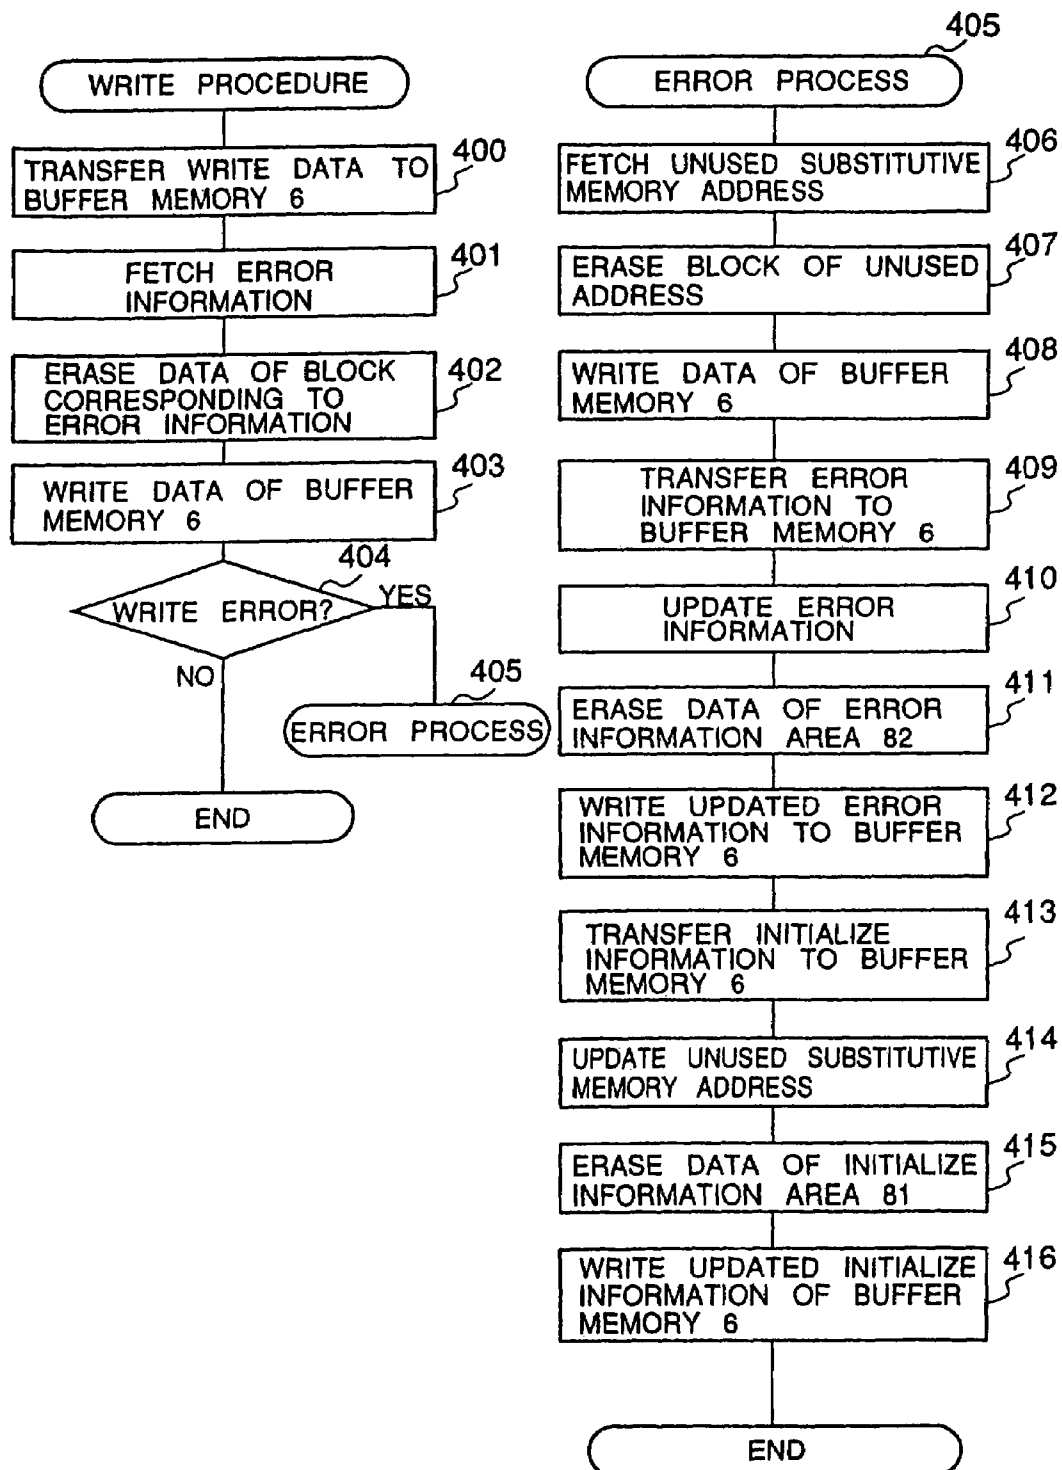 WRITE PROCEDURE
400
TRANSFER WRITE DATA TO
BUFFER MEMORY 6
401
FETCH ERROR
INFORMATION
402
ERASE DATA OF BLOCK
CORRESPONDING TO
ERROR INFORMATION
403
WRITE DATA OF BUFFER
MEMORY 6
404
WRITE ERROR?
YES
NO
405
ERROR PROCESS
END
405
ERROR PROCESS
406
FETCH UNUSED SUBSTITUTIVE
MEMORY ADDRESS
407
ERASE BLOCK OF UNUSED
ADDRESS
408
WRITE DATA OF BUFFER
MEMORY 6
409
TRANSFER ERROR
INFORMATION TO
BUFFER MEMORY 6
410
UPDATE ERROR
INFORMATION
411
ERASE DATA OF ERROR
INFORMATION AREA 82
412
WRITE UPDATED ERROR
INFORMATION TO BUFFER
MEMORY 6
413
TRANSFER INITIALIZE
INFORMATION TO BUFFER
MEMORY 6
414
UPDATE UNUSED SUBSTITUTIVE
MEMORY ADDRESS
415
ERASE DATA OF INITIALIZE
INFORMATION AREA 81
416
WRITE UPDATED INITIALIZE
INFORMATION OF BUFFER
MEMORY 6
END